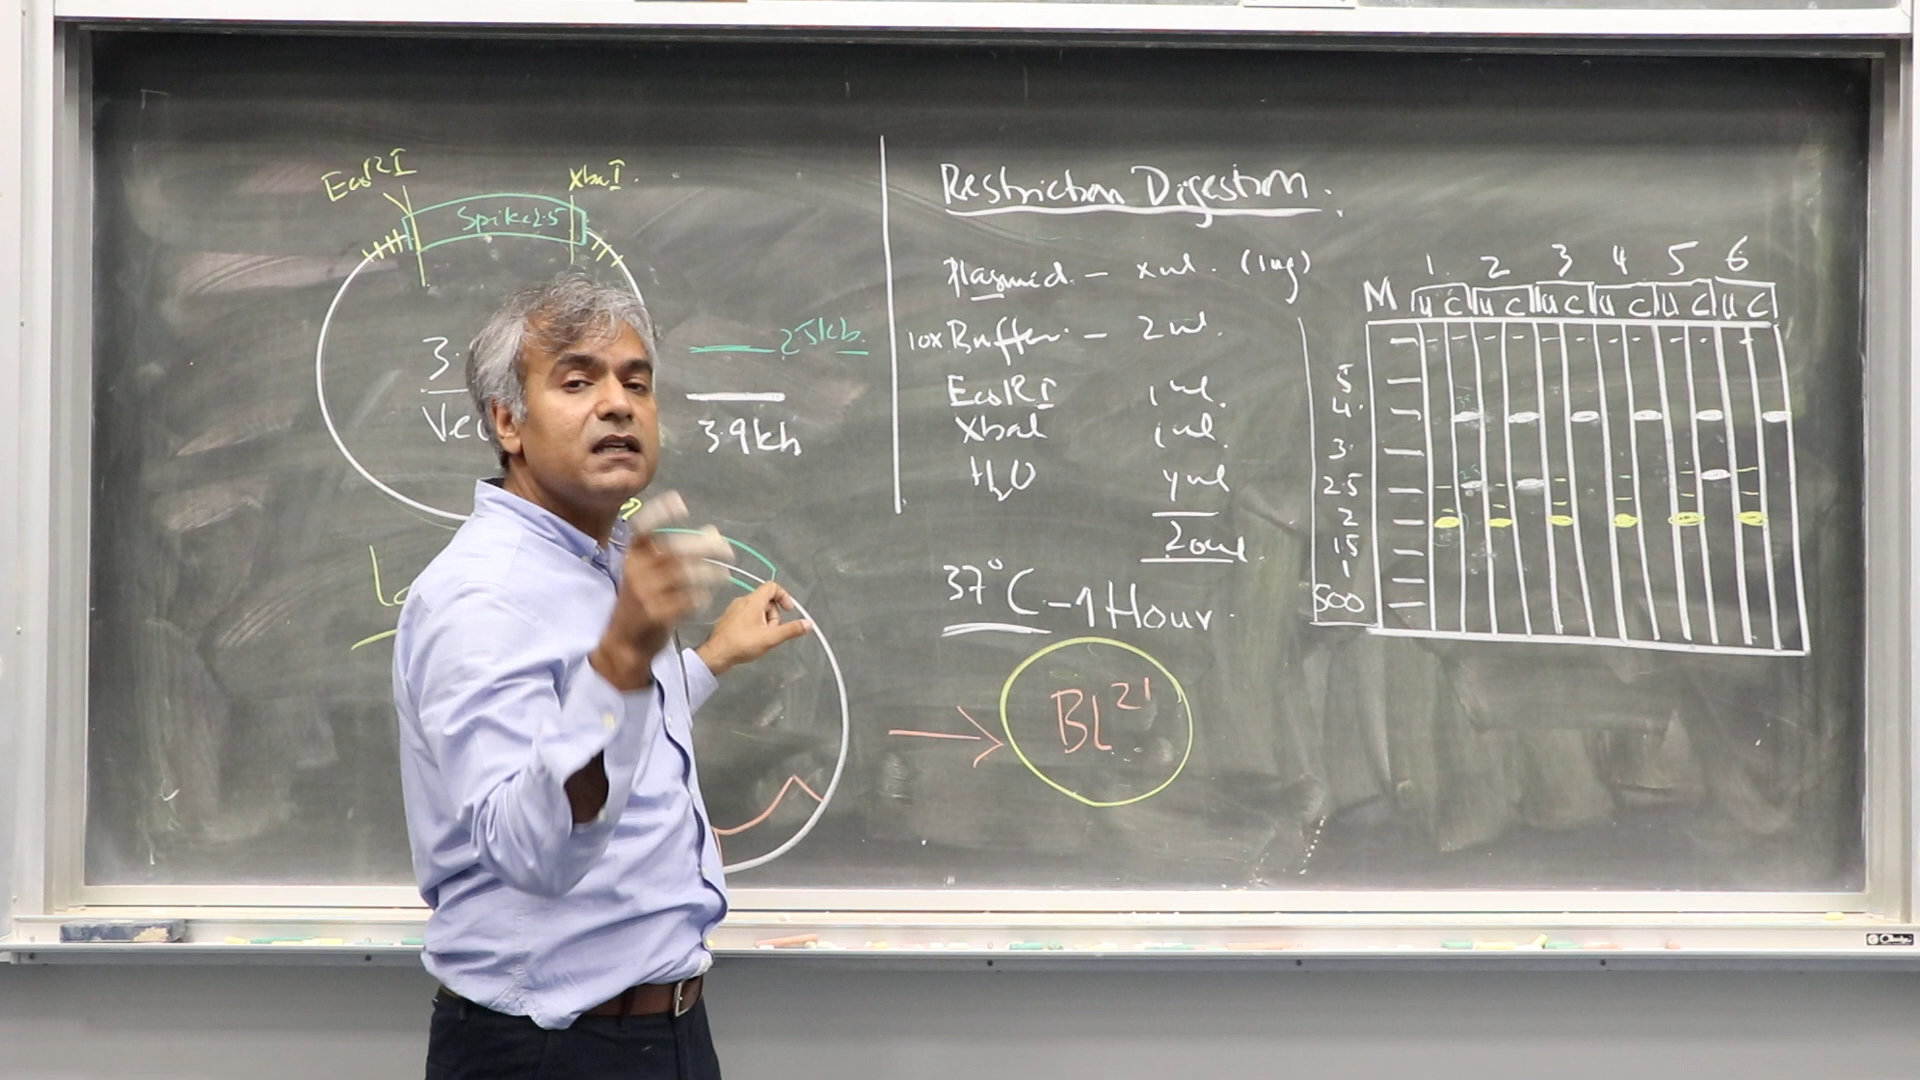 EcoRI
XbaI.
Spike
3.
2.5kb.
3.9kb
Restriction Digestion.
Plasmid - xul. (1ug)
10x Buffer - 2ul.
EcoRI 1ul.
XbaI 1ul.
H2O yul
20ul.
37°C - 1 Hour.
BL21
1. 2 3 4 5 6
M U C U C U C U C U C U C
5
4.
3.
2.5
2
1.5
1
500